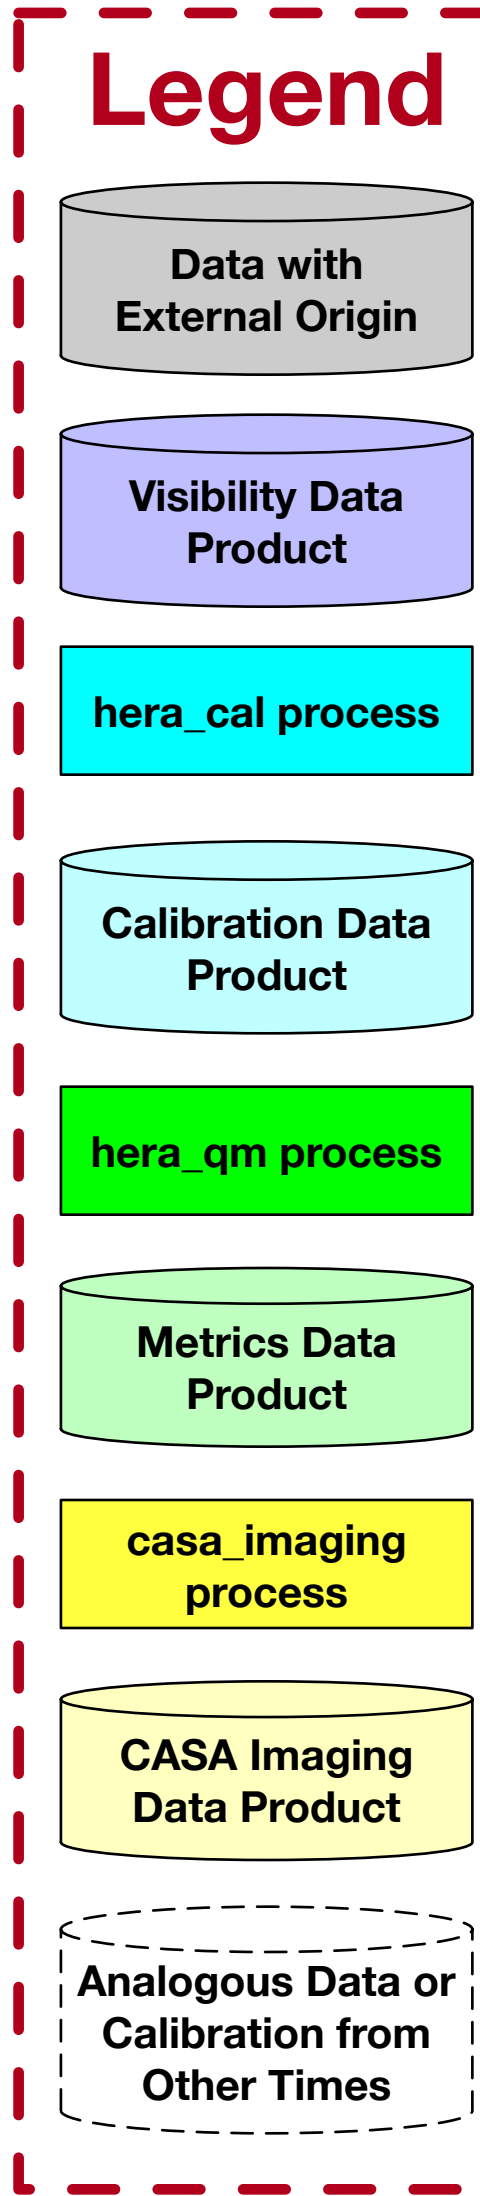 Legend
Data with
External Origin
Visibility Data
Product
hera_cal process
Calibration Data
Product
hera_qm process
Metrics Data
Product
casa_imaging
process
CASA Imaging
Data Product
Analogous Data or
Calibration from
Other Times